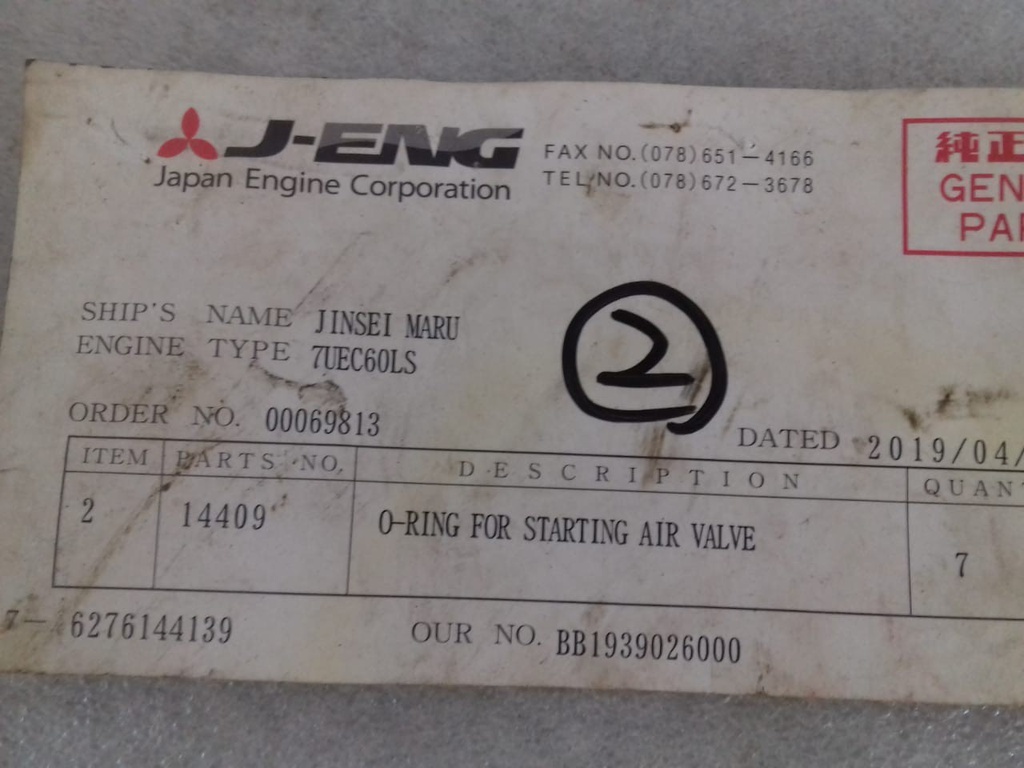 J-ENG
Japan Engine Corporation
FAX NO.(078)651-4166
TEL NO.(078)672-3678
純正
GEN
PA
SHIP'S NAME JINSEI MARU
ENGINE TYPE 7UEC60LS
2
ORDER NO. 00069813
DATED 2019/04/
ITEM PARTS NO. DESCRIPTION QUANT
2 14409 O-RING FOR STARTING AIR VALVE 7
7- 6276144139 OUR NO. BB1939026000